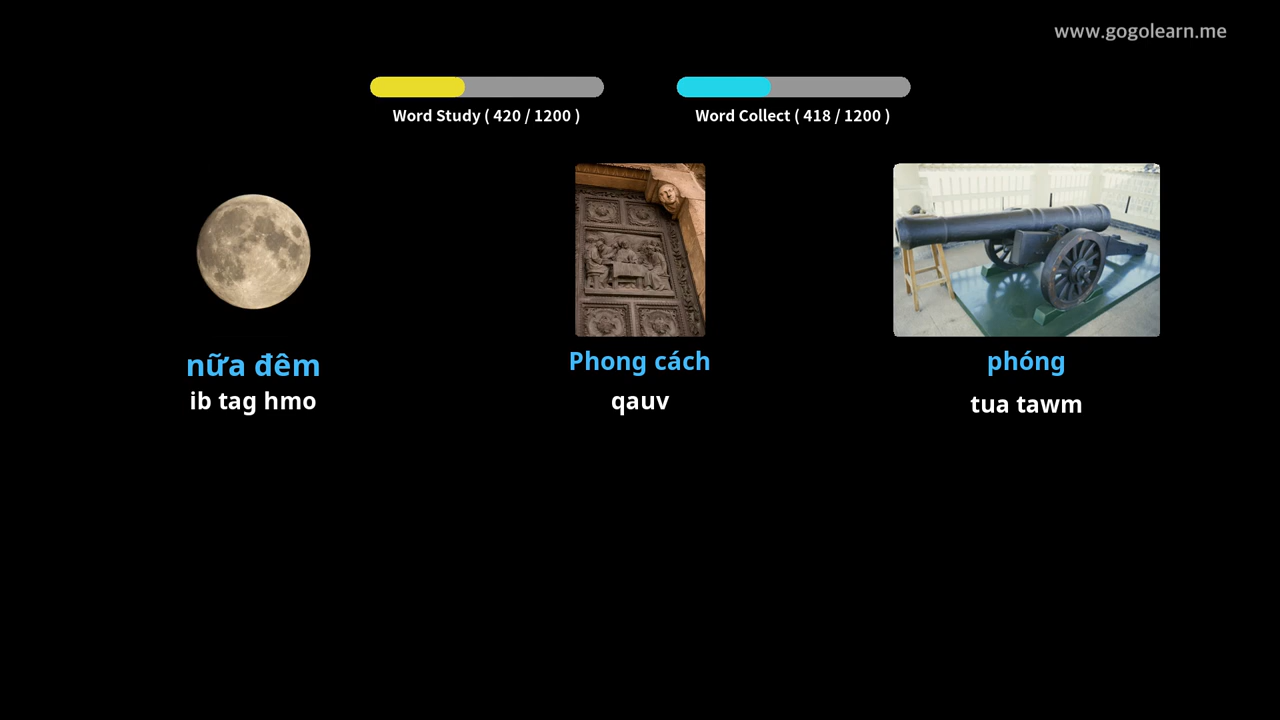 www.gogolearn.me
Word Study ( 420 / 1200 )
Word Collect ( 418 / 1200 )
nữa đêm
ib tag hmo
Phong cách
qauv
phóng
tua tawm